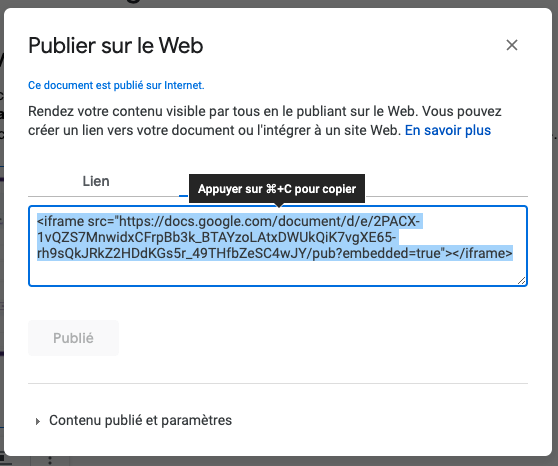 Publier sur le Web
Ce document est publié sur Internet.
Rendez votre contenu visible par tous en le publiant sur le Web. Vous pouvez
créer un lien vers votre document ou l'intégrer à un site Web. En savoir plus
Lien
Appuyer sur ⌘+C pour copier
<iframe src="https://docs.google.com/document/d/e/2PACX-
1vQZS7MnwidxCFrpBb3k_BTAYzoLAtxDWUkQiK7vgXE65-
rh9sQkJRkZ2HDdKGs5r_49THfbZeSC4wJY/pub?embedded=true"></iframe>
Publié
Contenu publié et paramètres